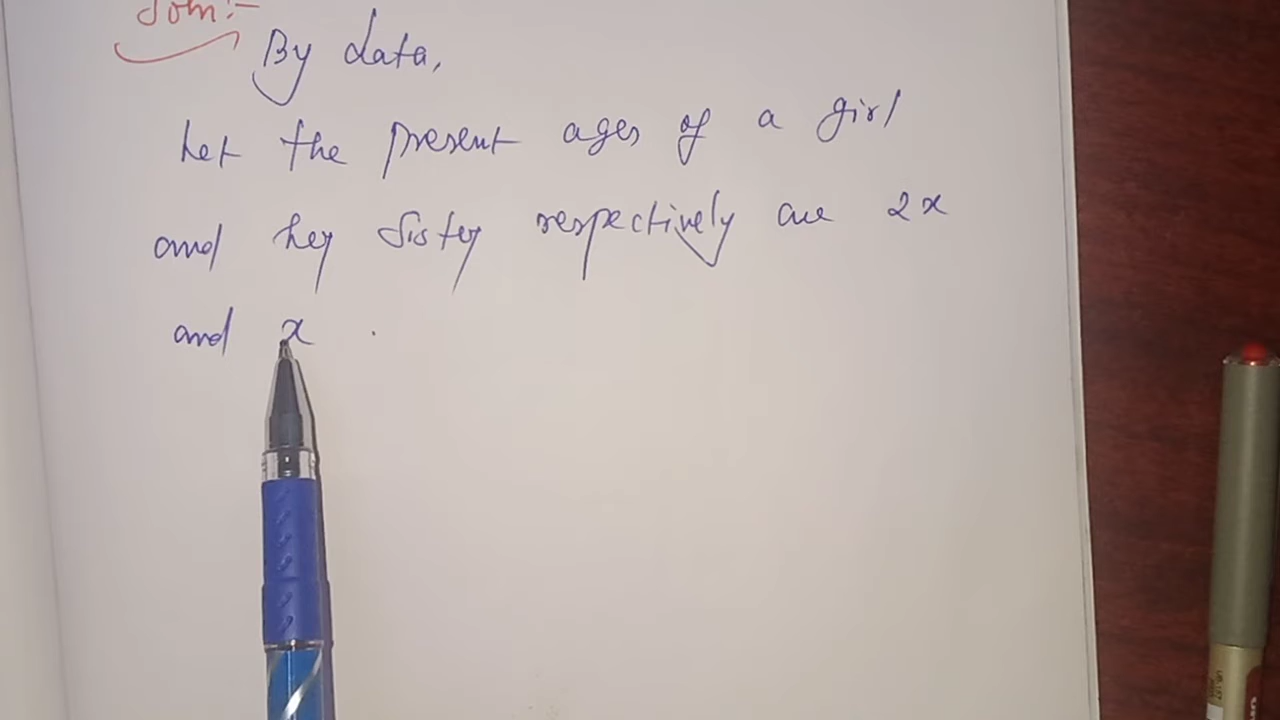 Soln:-
By data,
Let the present ages of a girl
and her sister respectively are 2x
and x .